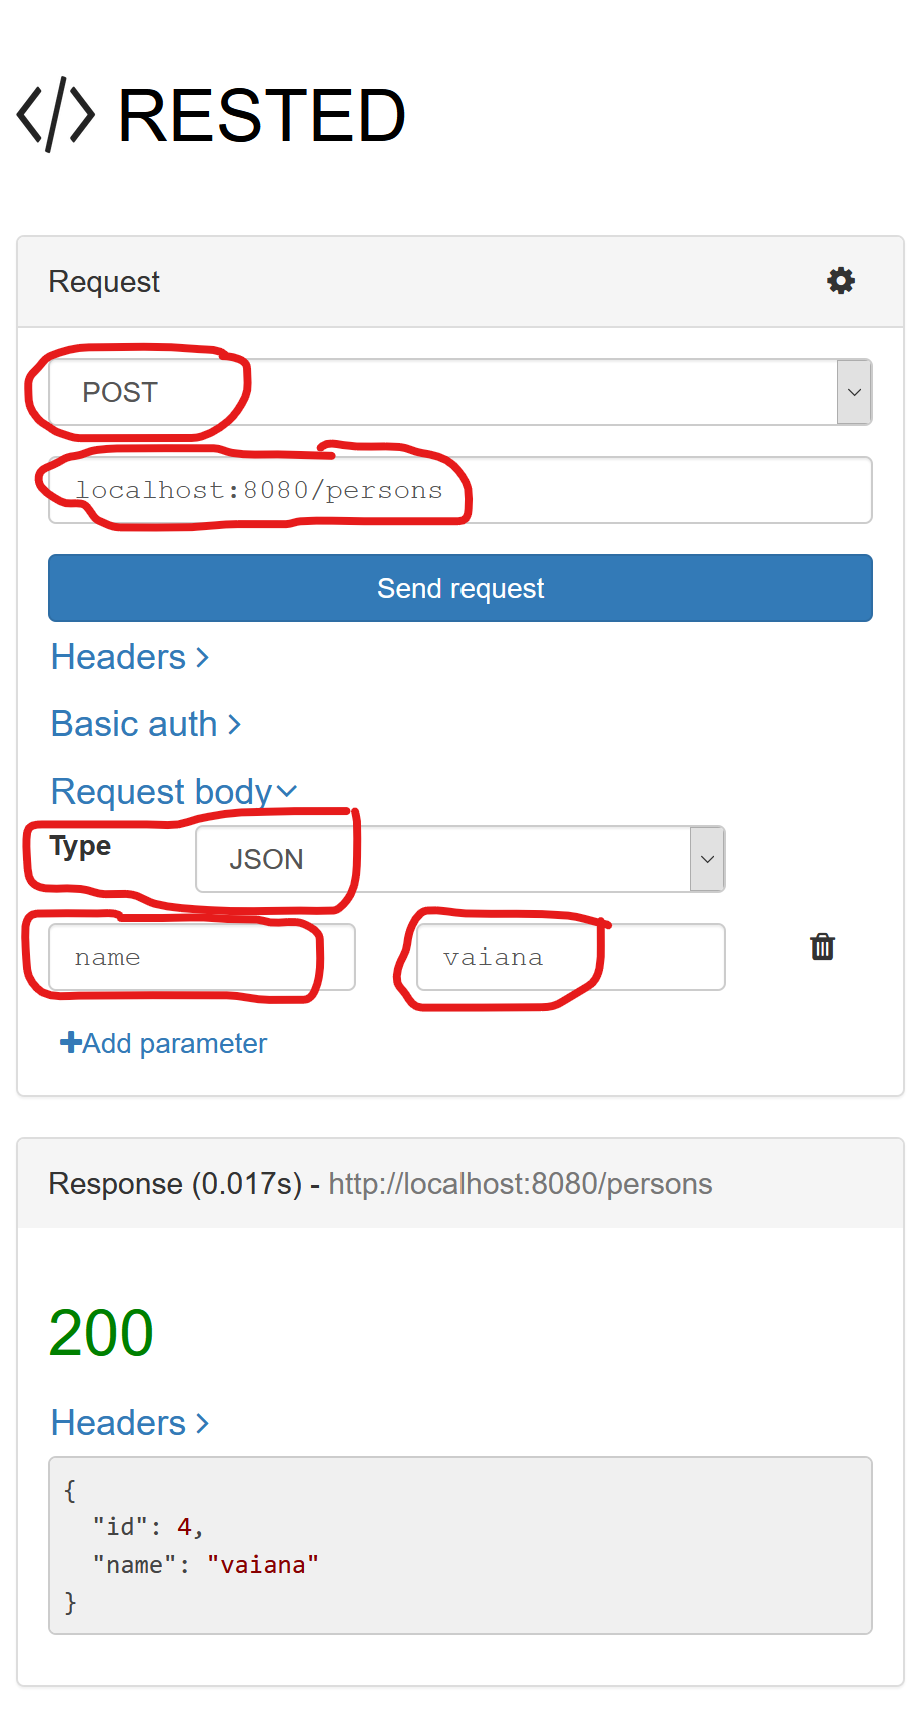 </> RESTED
Request
POST
localhost:8080/persons
Send request
Headers >
Basic auth >
Request body
Type JSON
name vaiana
+Add parameter
Response (0.017s) - http://localhost:8080/persons
200
Headers >
{
"id": 4,
"name": "vaiana"
}